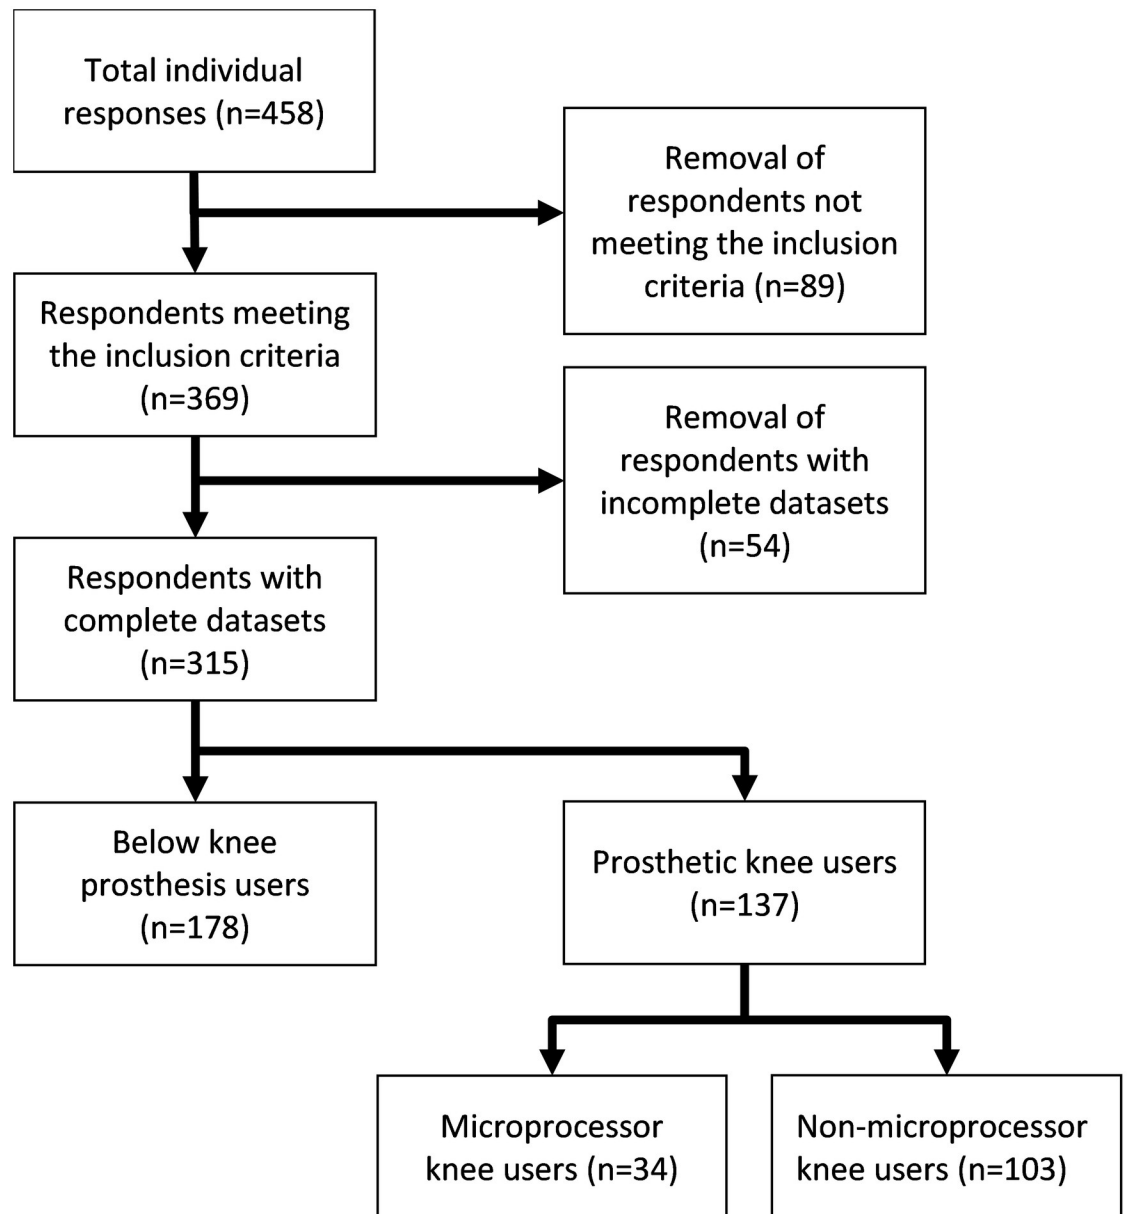 Total individual
responses (n=458)
Removal of
respondents not
meeting the inclusion
criteria (n=89)
Respondents meeting
the inclusion criteria
(n=369)
Removal of
respondents with
incomplete datasets
(n=54)
Respondents with
complete datasets
(n=315)
Below knee
prosthesis users
(n=178)
Prosthetic knee users
(n=137)
Microprocessor
knee users (n=34)
Non-microprocessor
knee users (n=103)